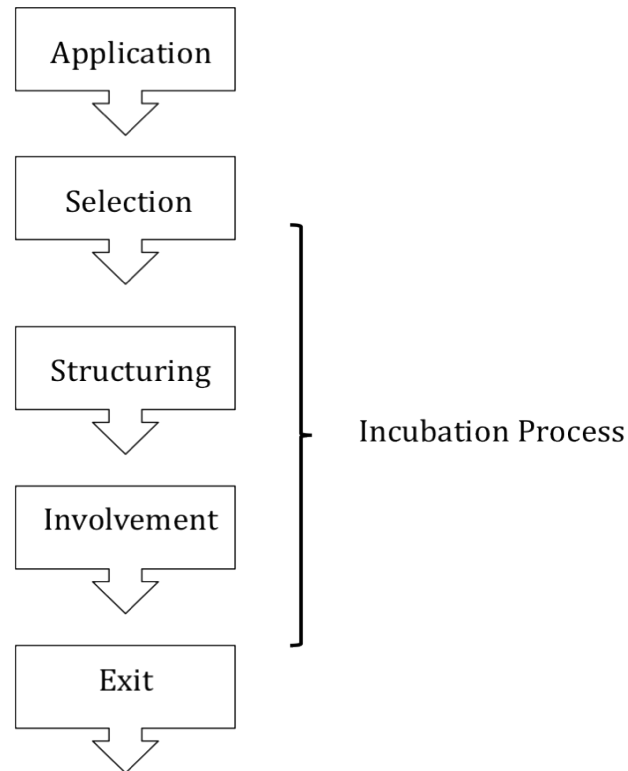 Application
Selection
Structuring
Incubation Process
Involvement
Exit